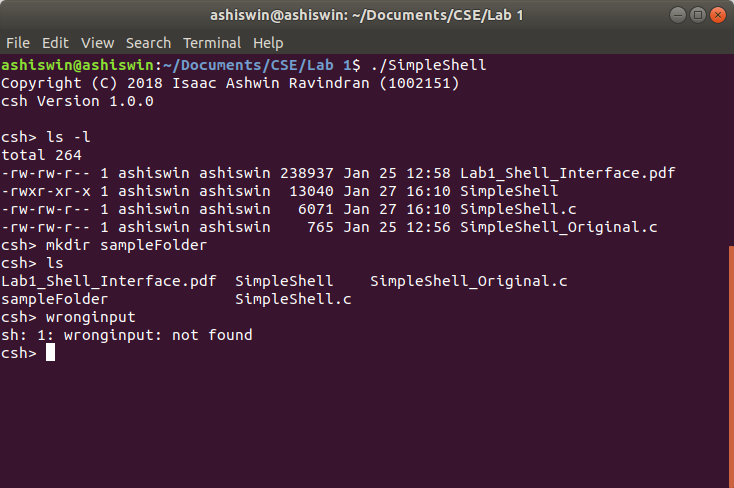 ashiswin@ashiswin: ~/Documents/CSE/Lab 1
File Edit View Search Terminal Help
ashiswin@ashiswin:~/Documents/CSE/Lab 1$ ./SimpleShell
Copyright (C) 2018 Isaac Ashwin Ravindran (1002151)
csh Version 1.0.0

csh> ls -l
total 264
-rw-rw-r-- 1 ashiswin ashiswin 238937 Jan 25 12:58 Lab1_Shell_Interface.pdf
-rwxr-xr-x 1 ashiswin ashiswin  13040 Jan 27 16:10 SimpleShell
-rw-rw-r-- 1 ashiswin ashiswin   6071 Jan 27 16:10 SimpleShell.c
-rw-rw-r-- 1 ashiswin ashiswin    765 Jan 25 12:56 SimpleShell_Original.c
csh> mkdir sampleFolder
csh> ls
Lab1_Shell_Interface.pdf  SimpleShell    SimpleShell_Original.c
sampleFolder              SimpleShell.c
csh> wronginput
sh: 1: wronginput: not found
csh>